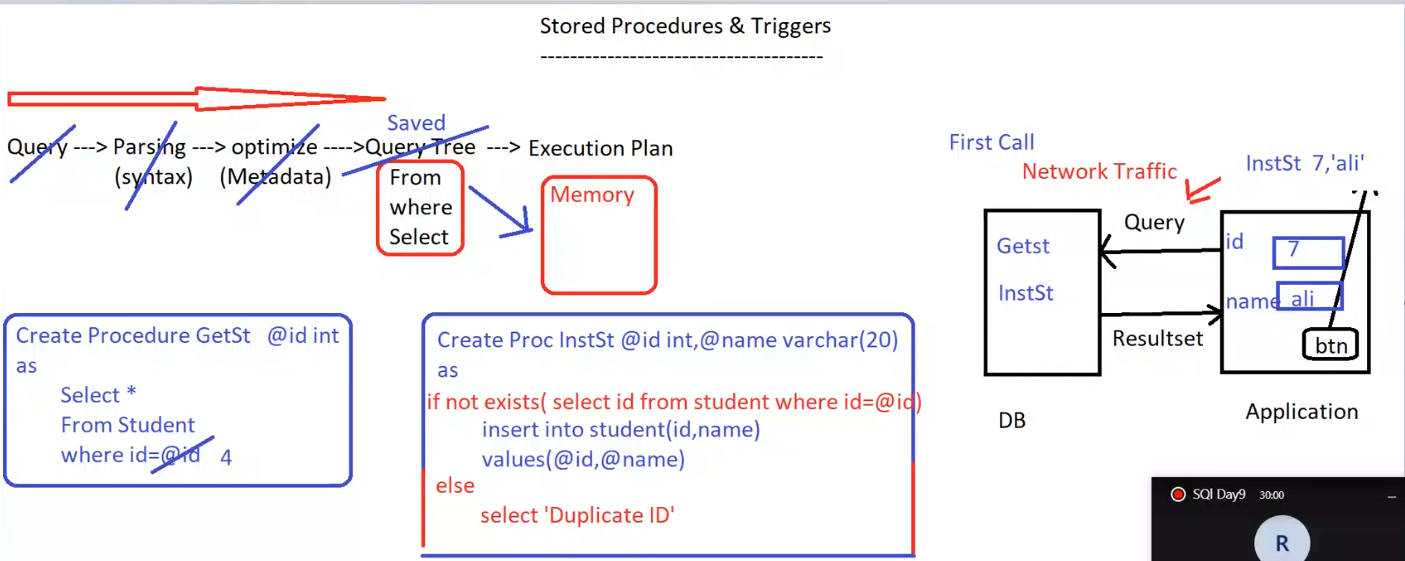 Stored Procedures & Triggers
-------------------------------------
Saved
Query ---> Parsing ---> optimize ---->Query Tree ---> Execution Plan
(syntax) (Metadata)
From
where
Select
Memory
First Call
Network Traffic
InstSt 7,'ali'
Query
Getst
InstSt
id 7
name ali
btn
Resultset
DB
Application
Create Procedure GetSt @id int
as
Select *
From Student
where id=@id 4
Create Proc InstSt @id int,@name varchar(20)
as
if not exists( select id from student where id=@id)
insert into student(id,name)
values(@id,@name)
else
select 'Duplicate ID'
SQl Day9 30:00
R